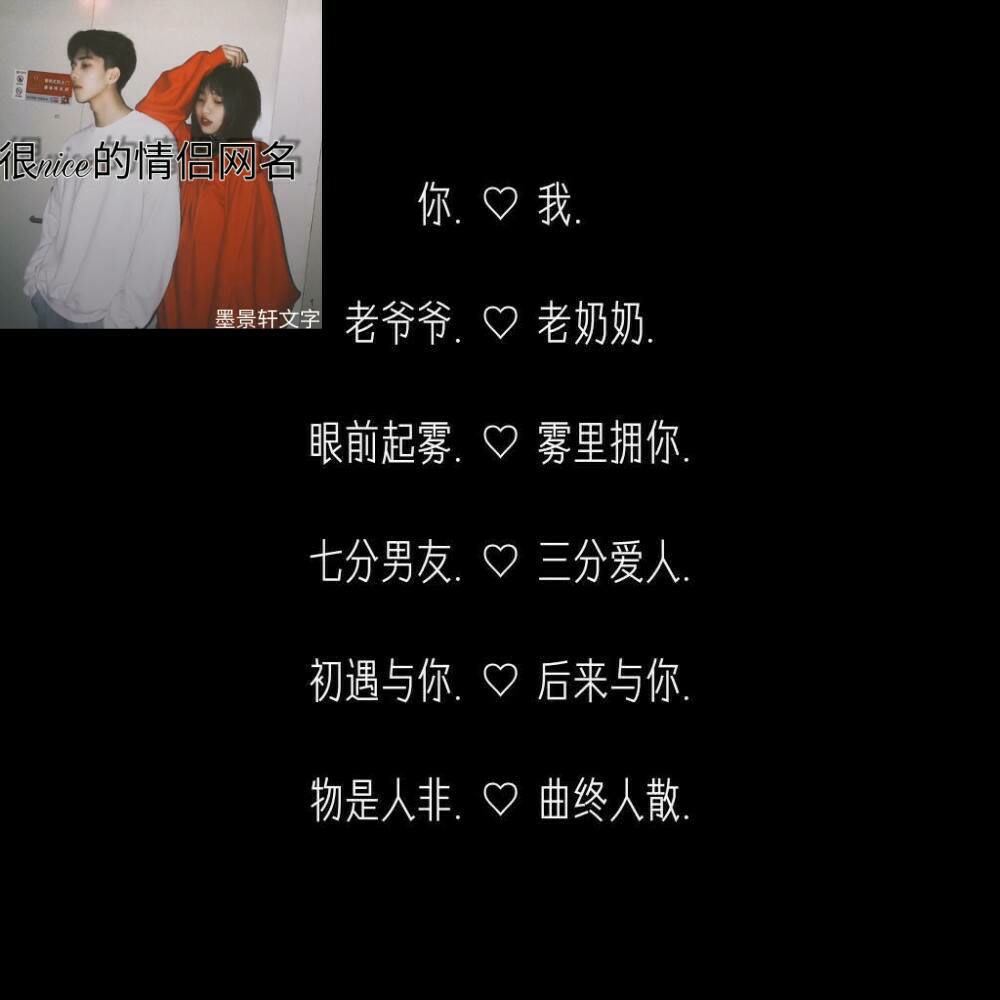 很nice的情侣网名
墨景轩文字
你. ♡ 我.
老爷爷. ♡ 老奶奶.
眼前起雾. ♡ 雾里拥你.
七分男友. ♡ 三分爱人.
初遇与你. ♡ 后来与你.
物是人非. ♡ 曲终人散.